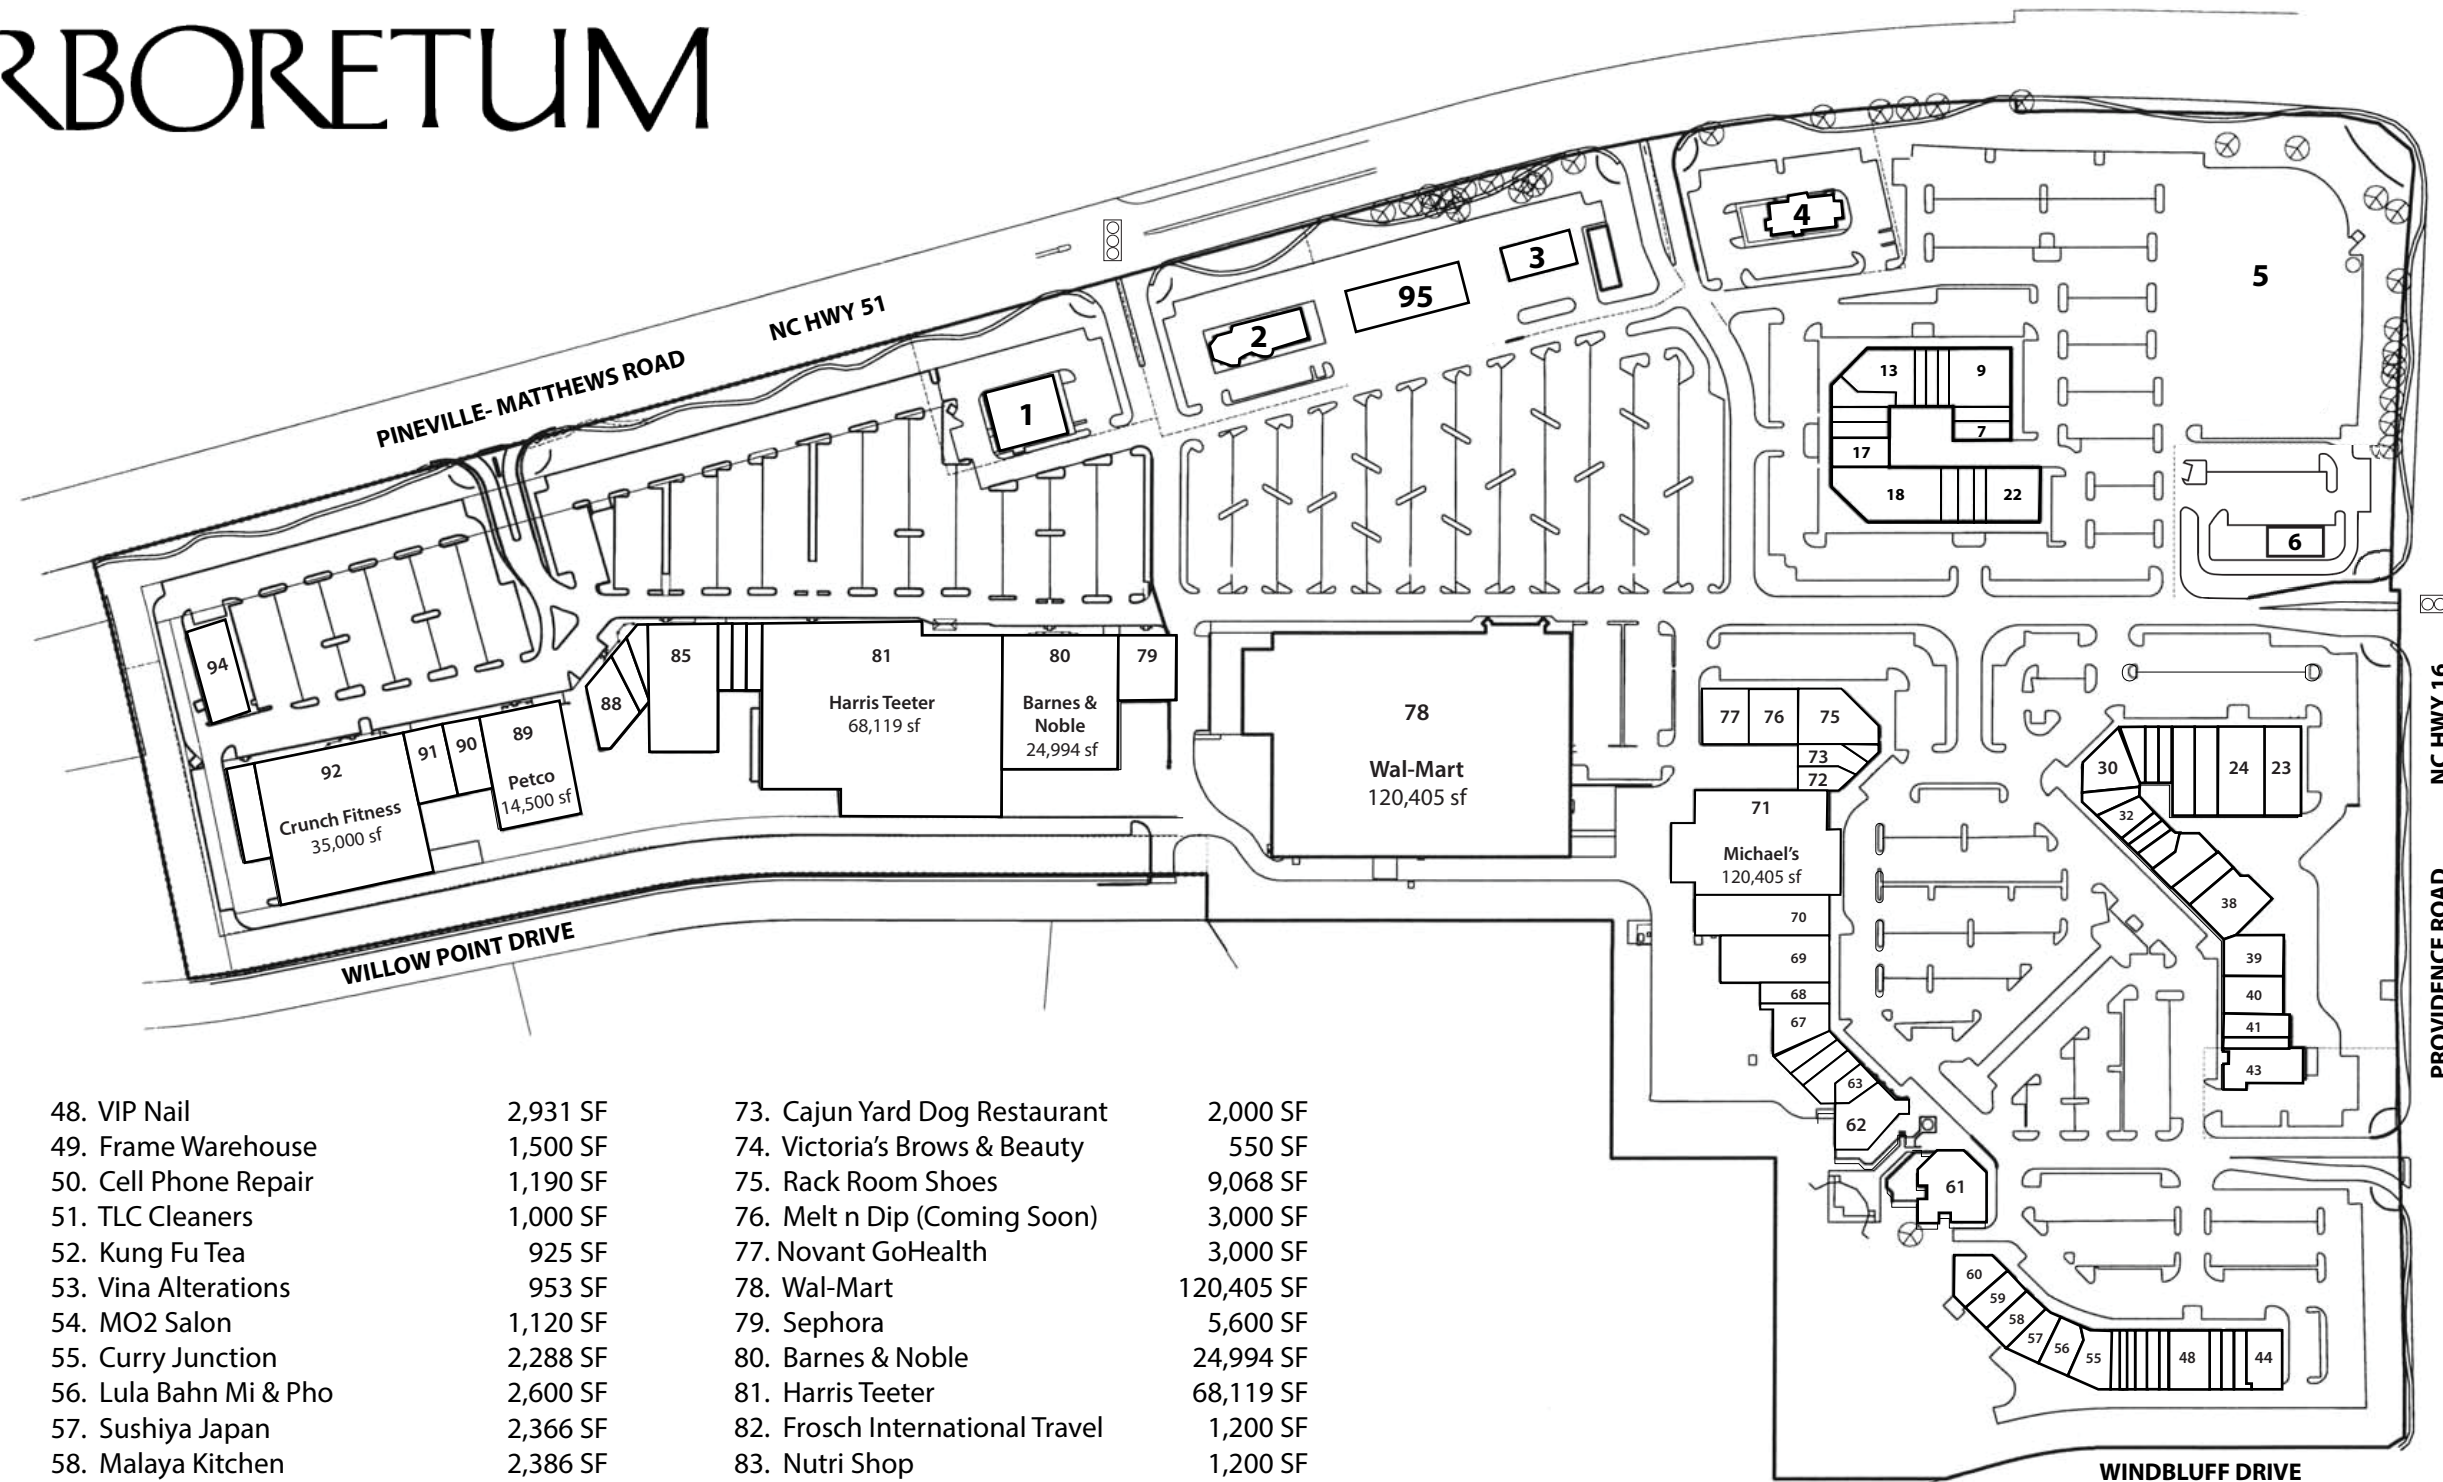 RBORETUM
NC HWY 51
PINEVILLE- MATTHEWS ROAD
1
2
95
3
4
5
6
13
9
7
17
18
22
94
88
85
81
Harris Teeter
68,119 sf
80
Barnes &
Noble
24,994 sf
79
78
Wal-Mart
120,405 sf
92
Crunch Fitness
35,000 sf
91
90
89
Petco
14,500 sf
77
76
75
73
72
71
Michael's
120,405 sf
70
69
68
67
63
62
61
60
59
58
57
56
55
48
44
30
24
23
32
38
39
40
41
43
NC HWY 16
PROVIDENCE ROAD
WILLOW POINT DRIVE
WINDBLUFF DRIVE
48. VIP Nail 2,931 SF
49. Frame Warehouse 1,500 SF
50. Cell Phone Repair 1,190 SF
51. TLC Cleaners 1,000 SF
52. Kung Fu Tea 925 SF
53. Vina Alterations 953 SF
54. MO2 Salon 1,120 SF
55. Curry Junction 2,288 SF
56. Lula Bahn Mi & Pho 2,600 SF
57. Sushiya Japan 2,366 SF
58. Malaya Kitchen 2,386 SF
73. Cajun Yard Dog Restaurant 2,000 SF
74. Victoria's Brows & Beauty 550 SF
75. Rack Room Shoes 9,068 SF
76. Melt n Dip (Coming Soon) 3,000 SF
77. Novant GoHealth 3,000 SF
78. Wal-Mart 120,405 SF
79. Sephora 5,600 SF
80. Barnes & Noble 24,994 SF
81. Harris Teeter 68,119 SF
82. Frosch International Travel 1,200 SF
83. Nutri Shop 1,200 SF